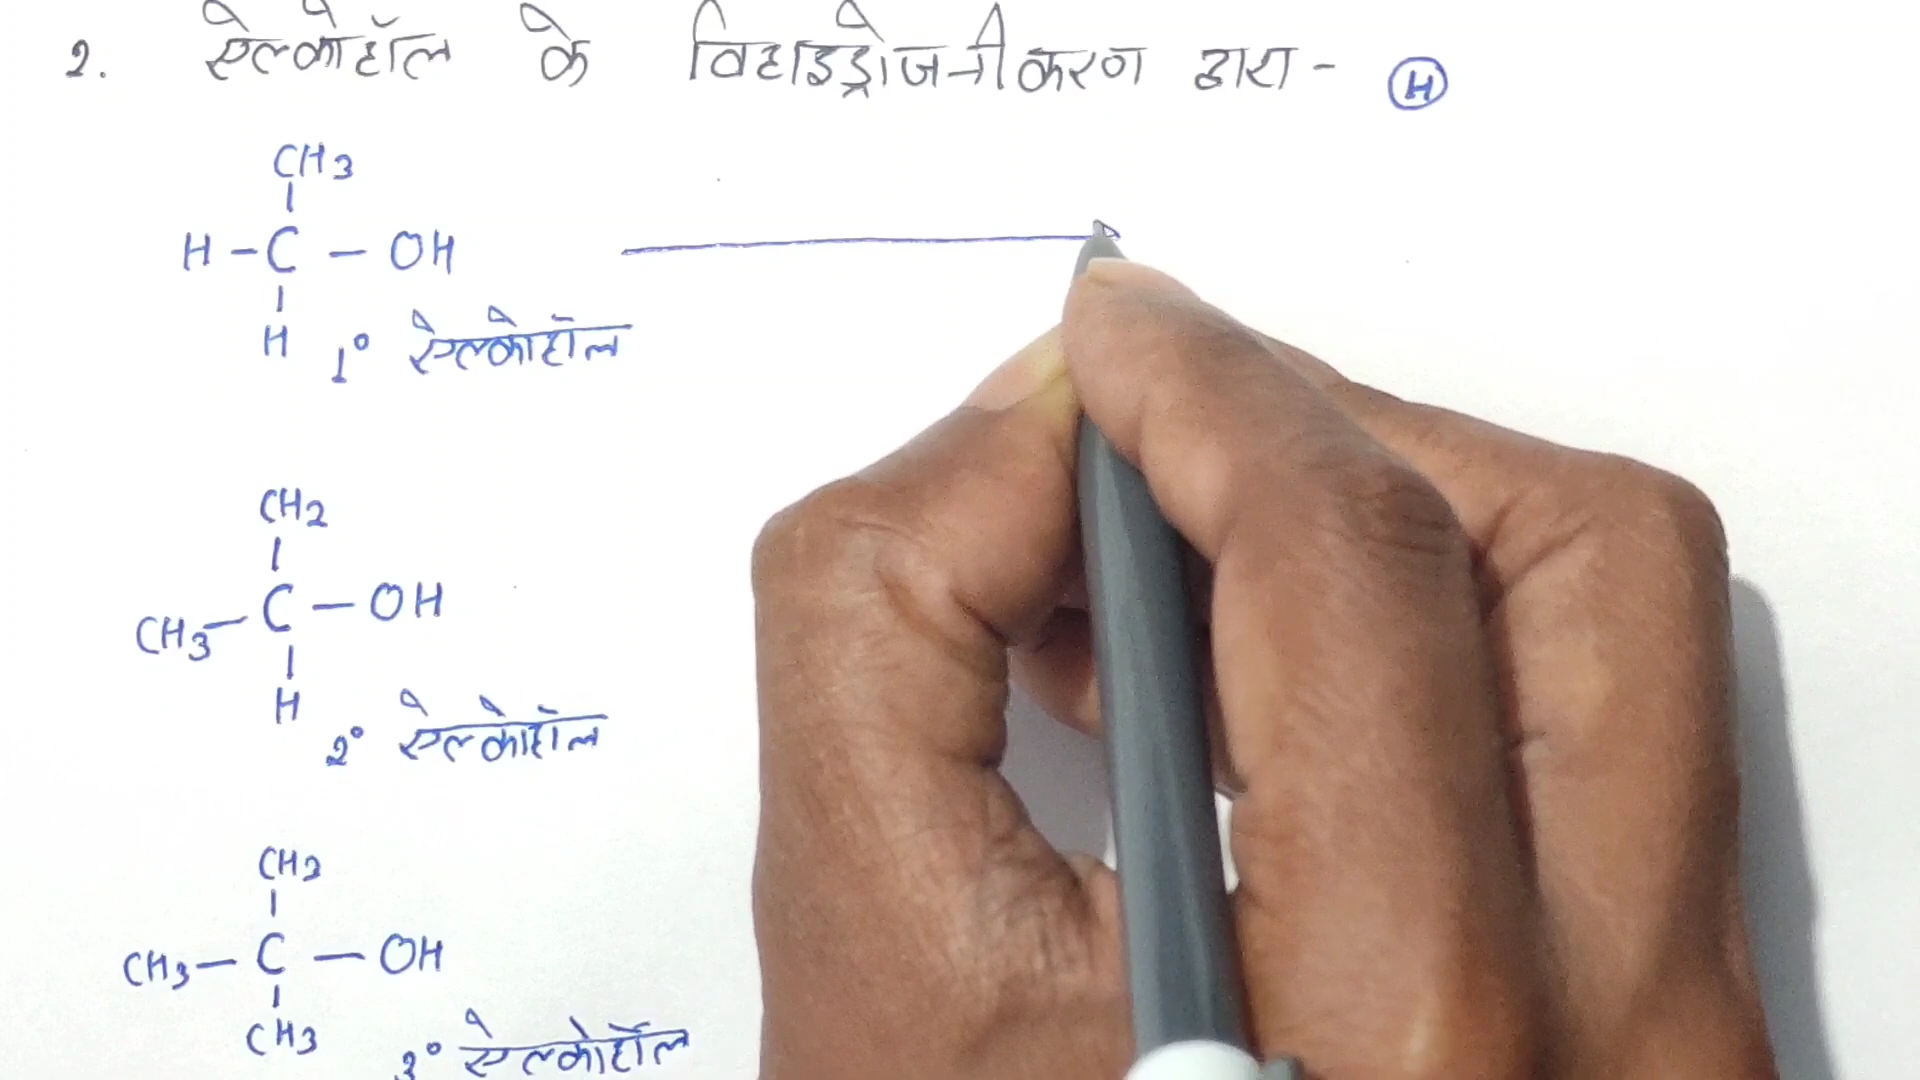 2. ऐल्कोहॉल के विहाइड्रोजनीकरण द्वारा - H
CH3
H - C - OH
H
1° ऐल्कोहॉल
CH2
CH3 - C - OH
H
2° ऐल्कोहॉल
CH3
CH3 - C - OH
CH3
3° ऐल्कोहॉल